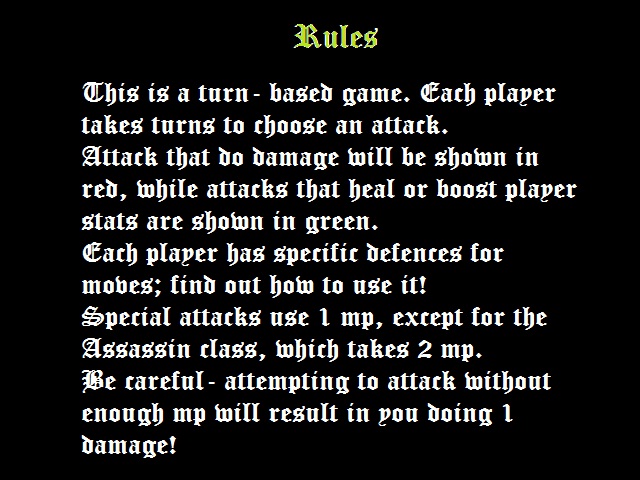 Rules
This is a turn- based game. Each player
takes turns to choose an attack.
Attack that do damage will be shown in
red, while attacks that heal or boost player
stats are shown in green.
Each player has specific defences for
moves; find out how to use it!
Special attacks use 1 mp, except for the
Assassin class, which takes 2 mp.
Be careful- attempting to attack without
enough mp will result in you doing 1
damage!